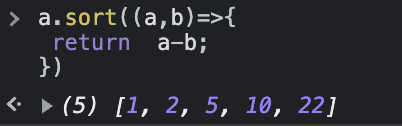 > a.sort((a,b)=>{
return  a-b;
})
(5) [1, 2, 5, 10, 22]